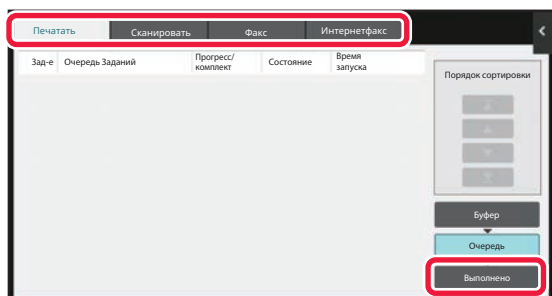 Печатать Сканировать Факс Интернетфакс
Зад-е Очередь Заданий Прогресс/ Состояние Время
комплект запуска
Порядок сортировки
Буфер
Очередь
Выполнено